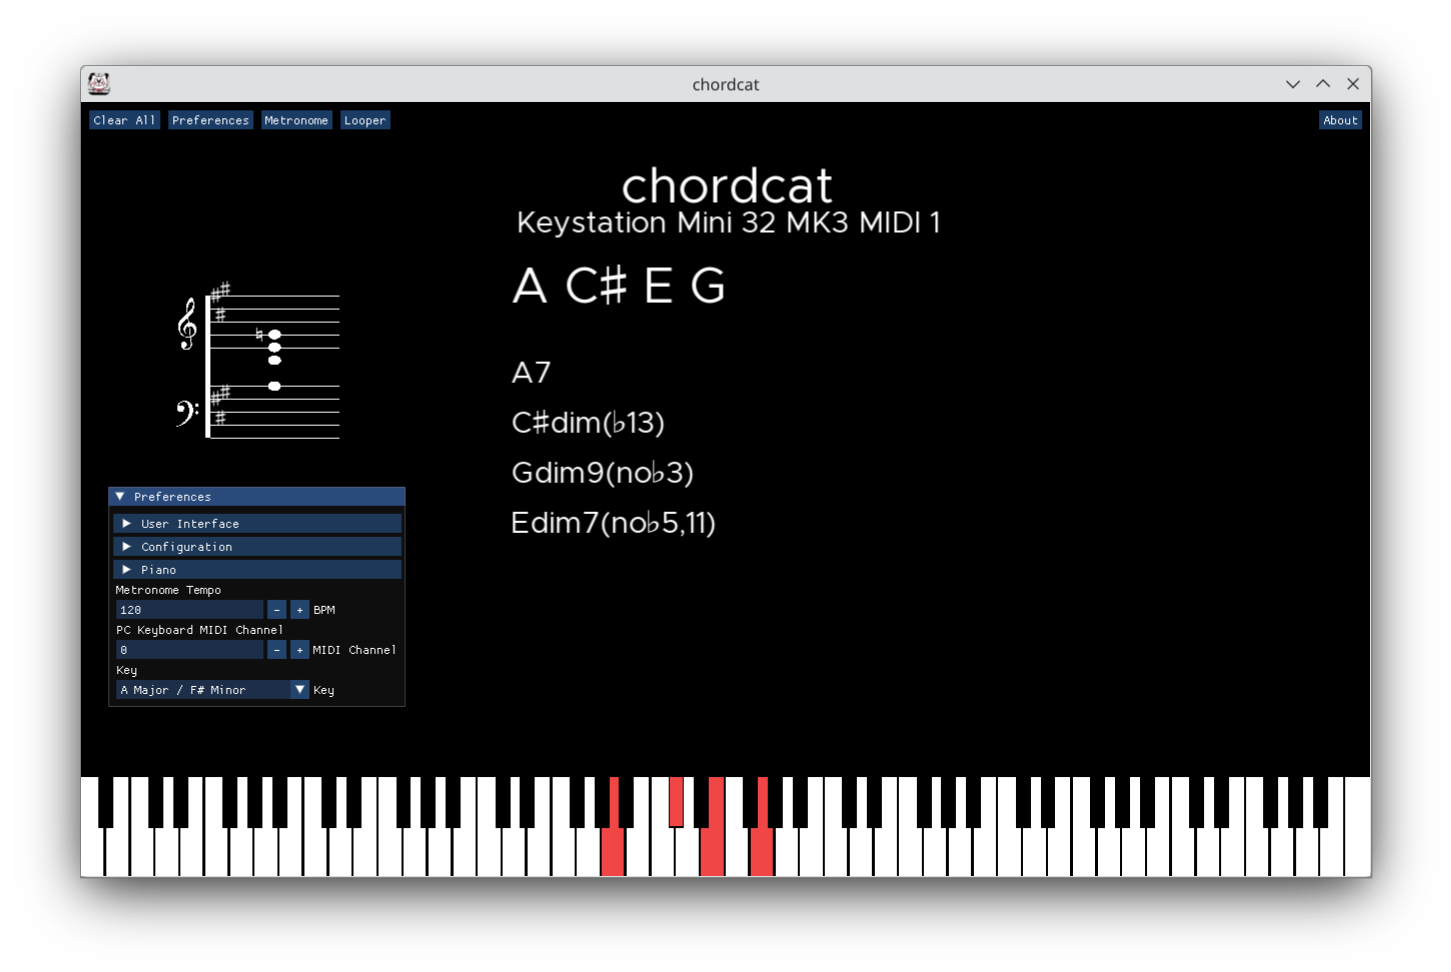 chordcat
Clear All Preferences Metronome Looper About
chordcat
Keystation Mini 32 MK3 MIDI 1
A C♯ E G
A7
C♯dim(♭13)
Gdim9(no♭3)
Edim7(no♭5,11)
Preferences
User Interface
Configuration
Piano
Metronome Tempo
120 - + BPM
PC Keyboard MIDI Channel
0 - + MIDI Channel
Key
A Major / F# Minor Key